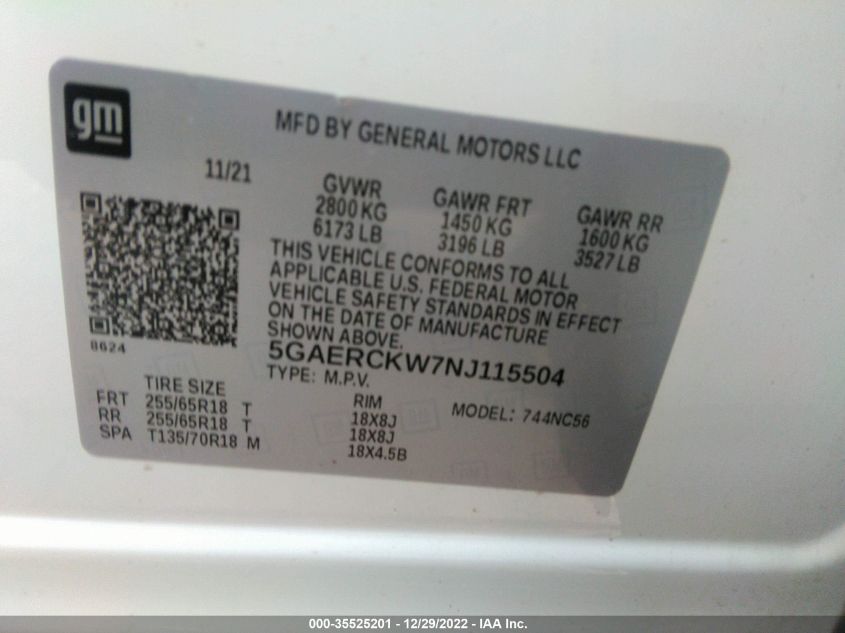 gm
MFD BY GENERAL MOTORS LLC
11/21
GVWR GAWR FRT GAWR RR
2800 KG 1450 KG 1600 KG
6173 LB 3196 LB 3527 LB
THIS VEHICLE CONFORMS TO ALL
APPLICABLE U.S. FEDERAL MOTOR
VEHICLE SAFETY STANDARDS IN EFFECT
ON THE DATE OF MANUFACTURE
SHOWN ABOVE.
8624
5GAERCKW7NJ115504
TYPE: M.P.V.
MODEL: 744NC56
TIRE SIZE RIM
FRT 255/65R18 T 18X8J
RR 255/65R18 T 18X8J
SPA T135/70R18 M 18X4.5B
000-35525201 - 12/29/2022 - IAA Inc.